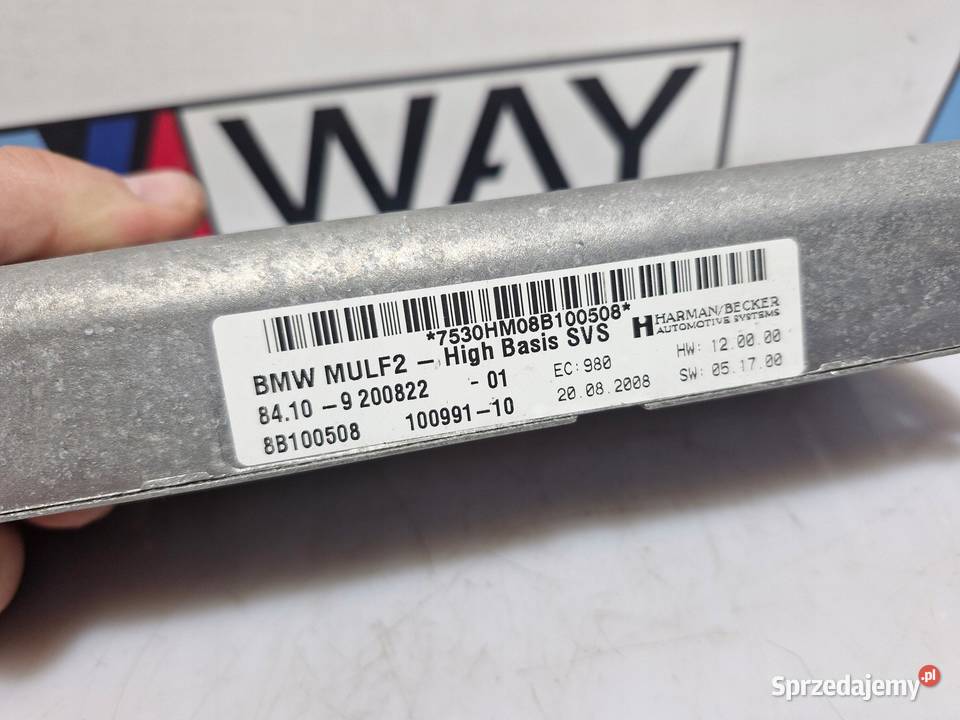 WAY
*7530HM08B100508*
HARMAN/BECKER
AUTOMOTIVE SYSTEMS
BMW MULF2 - High Basis SVS
84.10 - 9 200822 - 01
EC: 980
HW: 12.00.00
8B100508 100991-10
20.08.2008
SW: 05.17.00
Sprzedajemy.pl